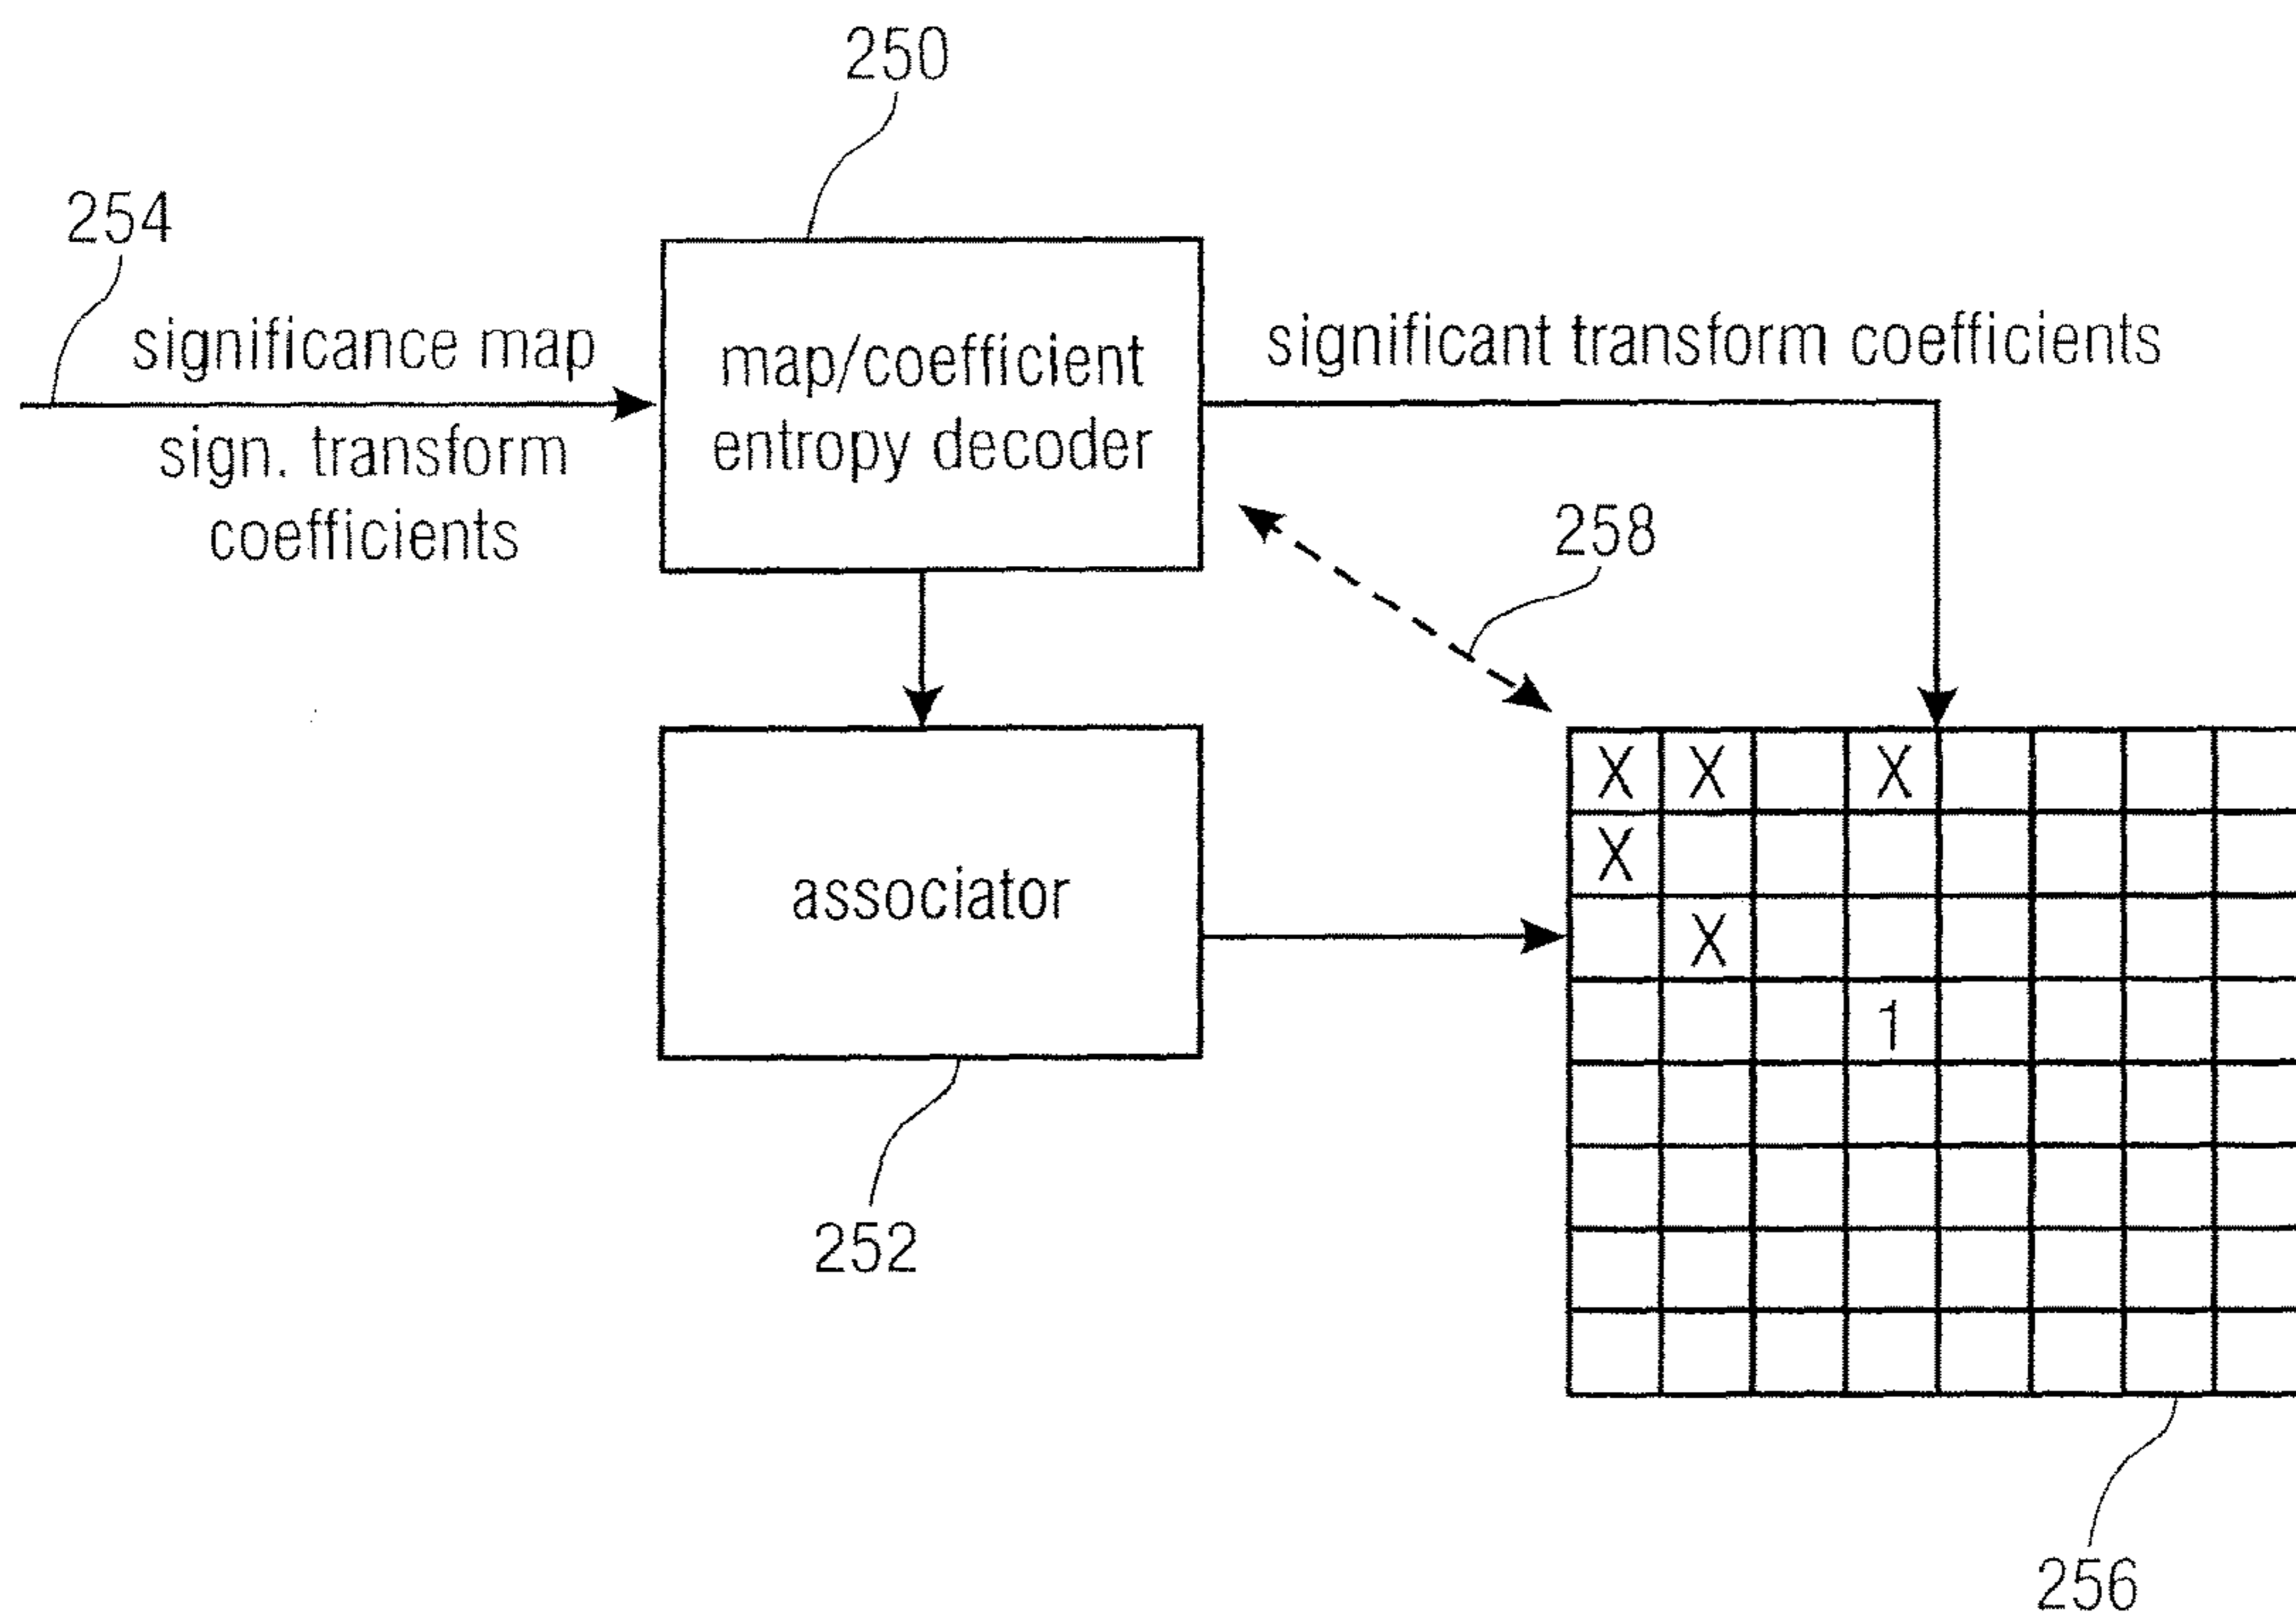 250
254
significance map
sign. transform
coefficients
map/coefficient
entropy decoder
significant transform coefficients
258
associator
X X X
X
X
1
252
256